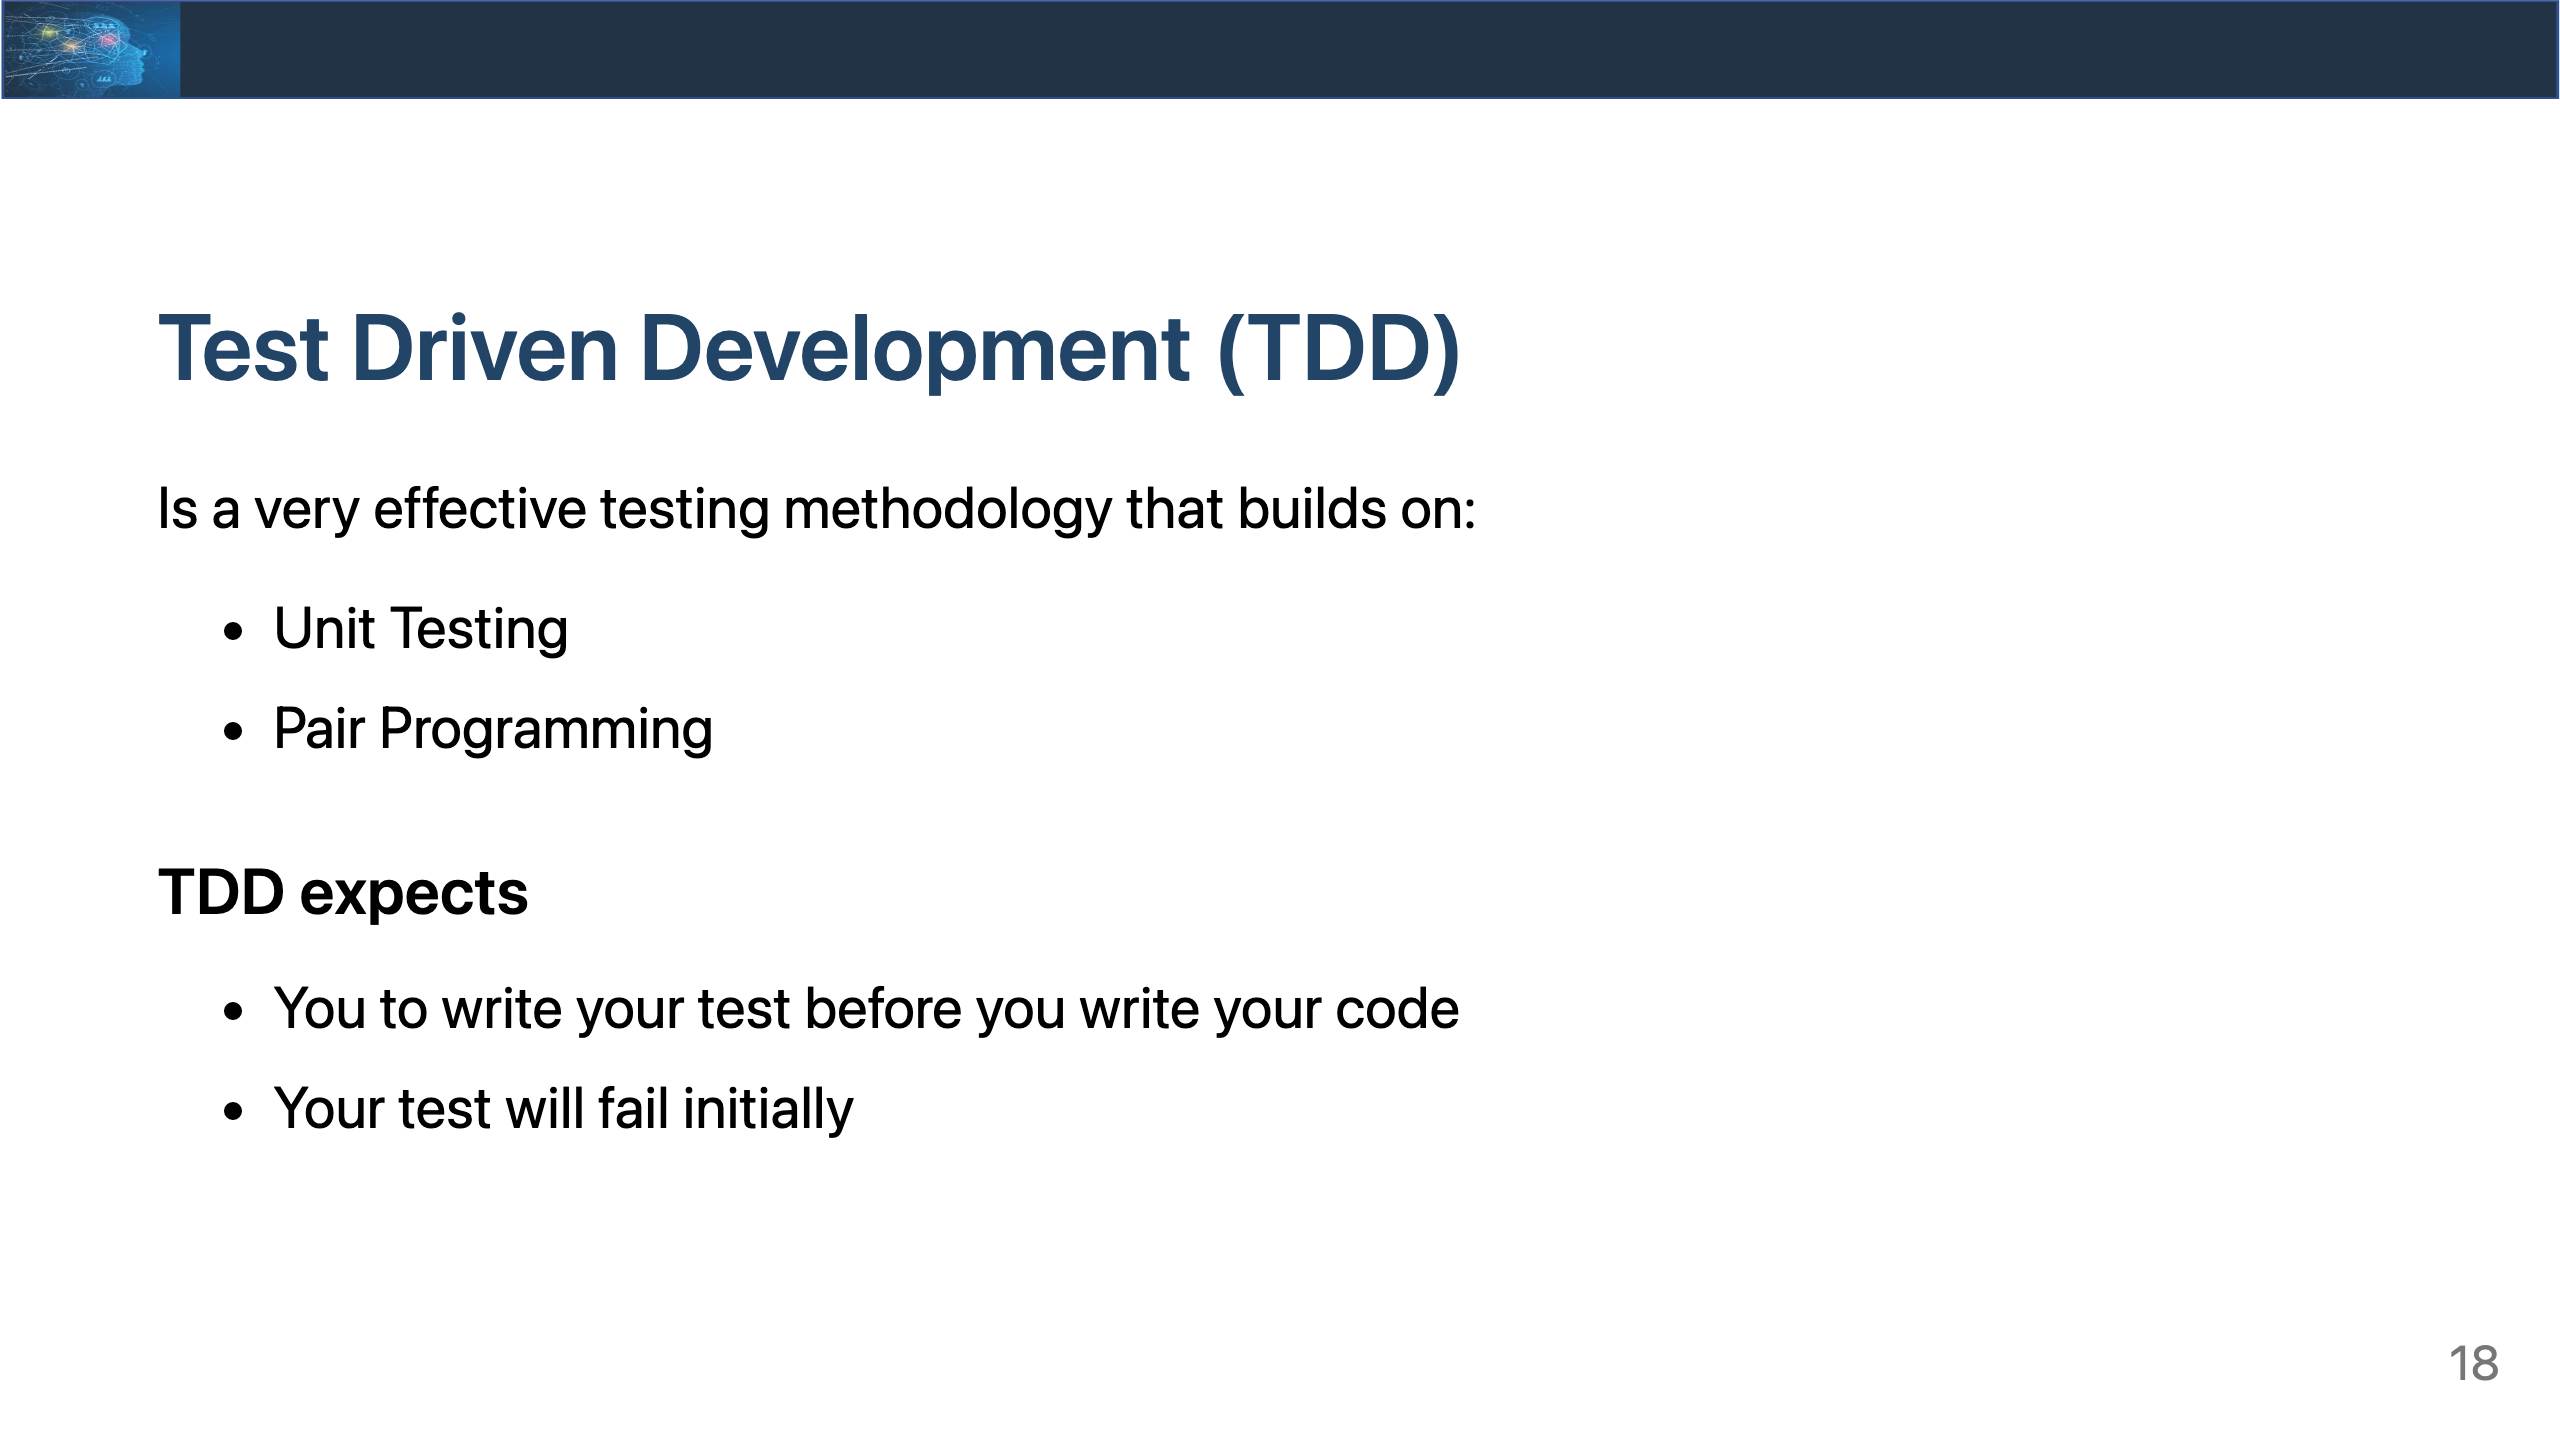 Test Driven Development (TDD)
Is a very effective testing methodology that builds on:
• Unit Testing
• Pair Programming
TDD expects
• You to write your test before you write your code
• Your test will fail initially
18